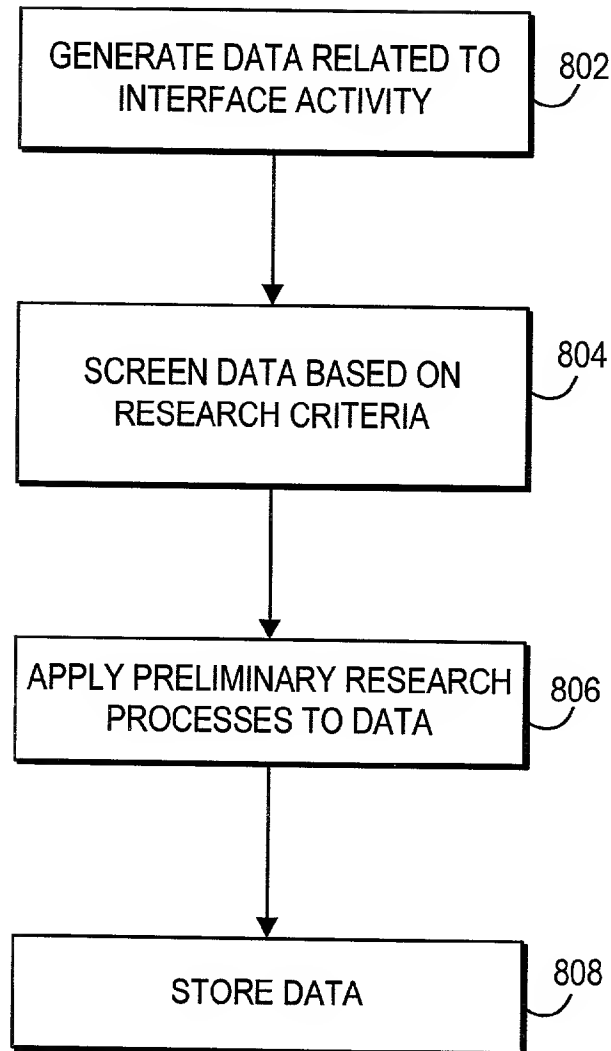 GENERATE DATA RELATED TO
INTERFACE ACTIVITY
802
SCREEN DATA BASED ON
RESEARCH CRITERIA
804
APPLY PRELIMINARY RESEARCH
PROCESSES TO DATA
806
STORE DATA
808